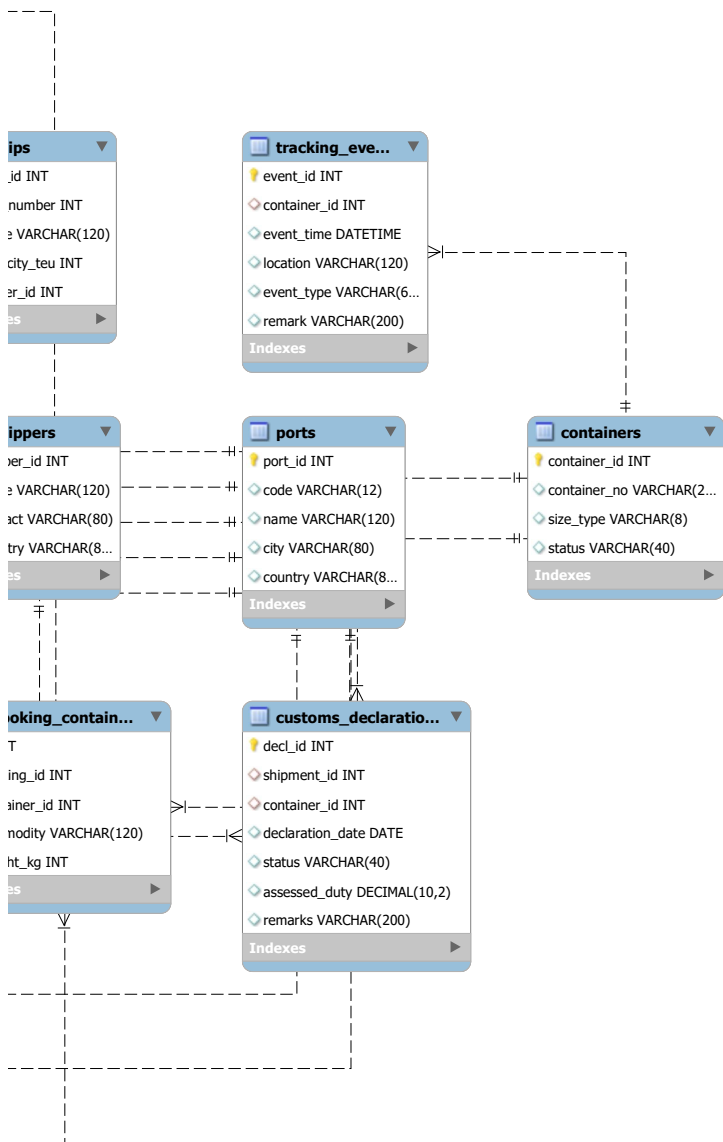 ips
_id INT
number INT
e VARCHAR(120)
city_teu INT
er_id INT
es
tracking_eve...
event_id INT
container_id INT
event_time DATETIME
location VARCHAR(120)
event_type VARCHAR(6...
remark VARCHAR(200)
Indexes
ippers
per_id INT
e VARCHAR(120)
act VARCHAR(80)
try VARCHAR(8...
es
ports
port_id INT
code VARCHAR(12)
name VARCHAR(120)
city VARCHAR(80)
country VARCHAR(8...
Indexes
containers
container_id INT
container_no VARCHAR(2...
size_type VARCHAR(8)
status VARCHAR(40)
Indexes
ooking_contain...
T
ing_id INT
ainer_id INT
modity VARCHAR(120)
ht_kg INT
es
customs_declaratio...
decl_id INT
shipment_id INT
container_id INT
declaration_date DATE
status VARCHAR(40)
assessed_duty DECIMAL(10,2)
remarks VARCHAR(200)
Indexes